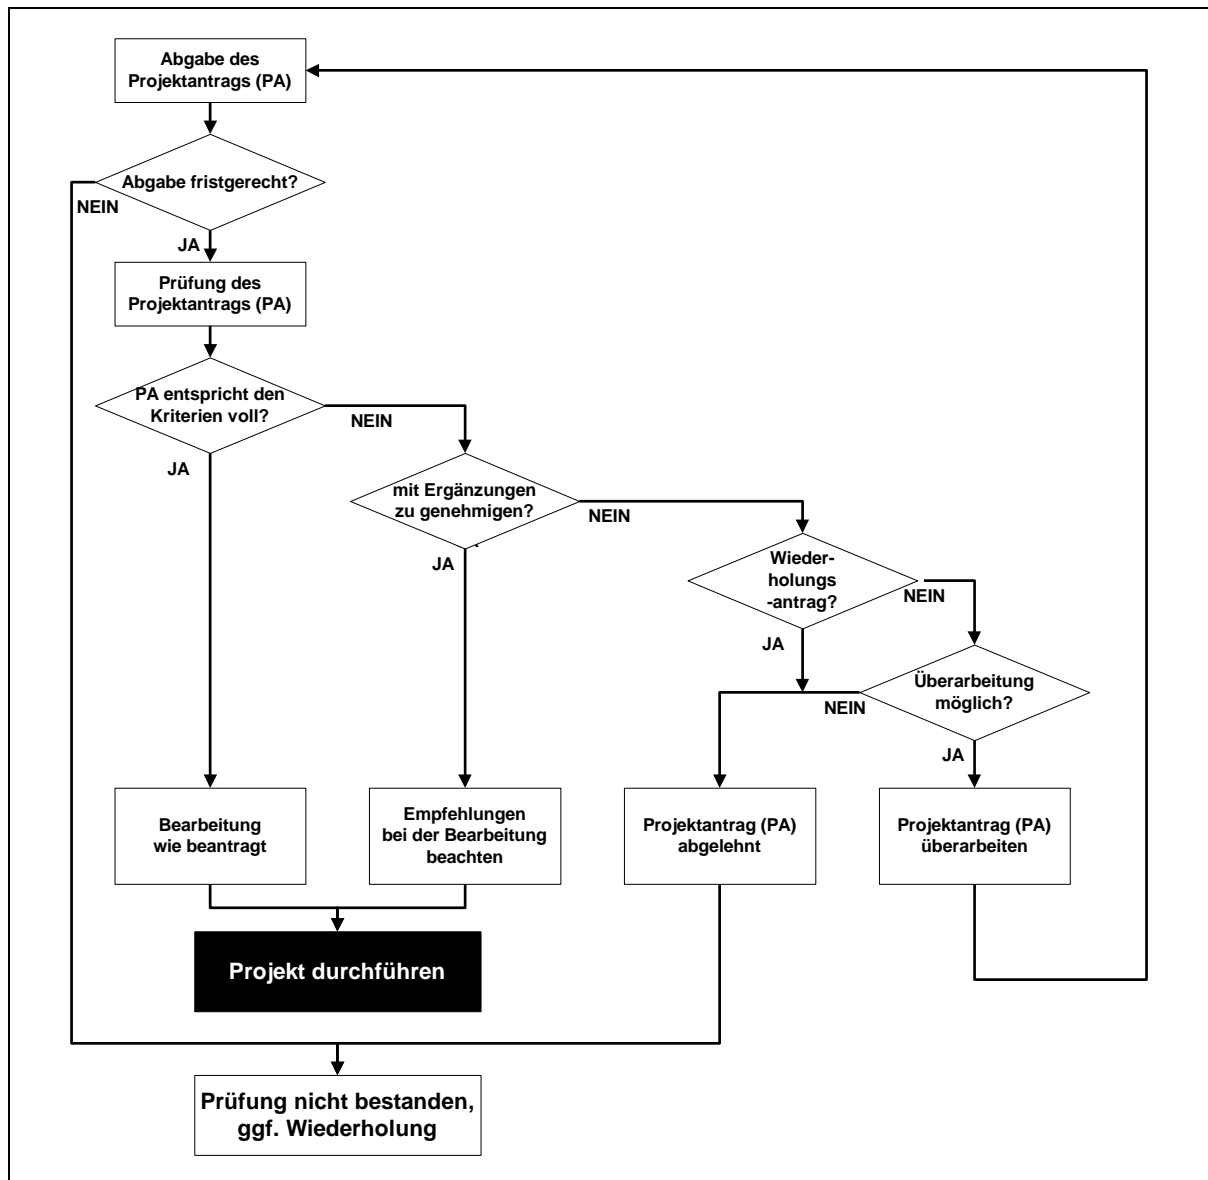 Abgabe des
Projektantrags (PA)
Abgabe fristgerecht?
NEIN
JA
Prüfung des
Projektantrags (PA)
PA entspricht den
Kriterien voll?
NEIN
JA
mit Ergänzungen
zu genehmigen?
NEIN
JA
Wieder-
holungs
-antrag?
NEIN
JA
Überarbeitung
möglich?
NEIN
JA
Bearbeitung
wie beantragt
Empfehlungen
bei der Bearbeitung
beachten
Projektantrag (PA)
abgelehnt
Projektantrag (PA)
überarbeiten
Projekt durchführen
Prüfung nicht bestanden,
ggf. Wiederholung